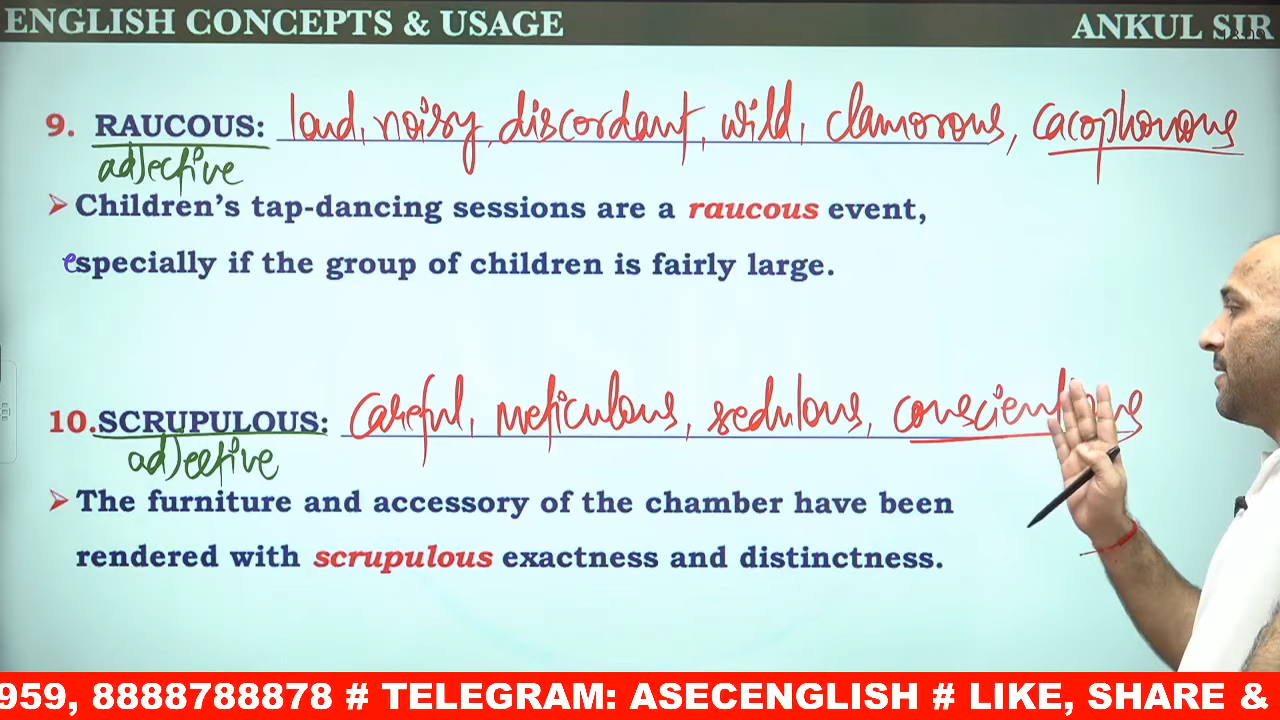 ENGLISH CONCEPTS & USAGE ANKUL SIR
9. RAUCOUS: loud, noisy, discordant, wild, clamorous, cacophonous
adjective
Children's tap-dancing sessions are a raucous event,
especially if the group of children is fairly large.
10.SCRUPULOUS: careful, meticulous, sedulous,
adjective
The furniture and accessory of the chamber have been
rendered with scrupulous exactness and distinctness.
959, 8888788878 # TELEGRAM: ASECENGLISH # LIKE, SHARE &